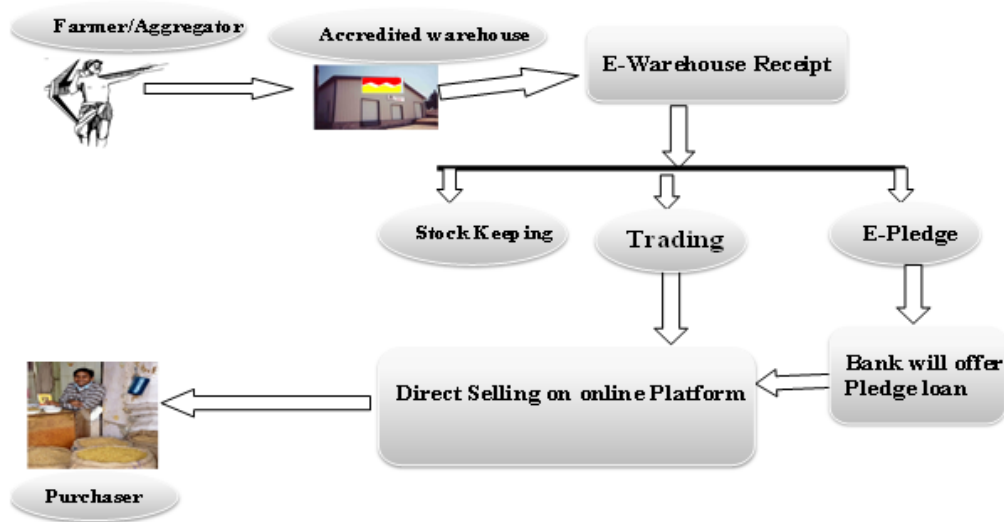 Farmer/Aggregator
Accredited warehouse
E-Warehouse Receipt
Stock Keeping
Trading
E-Pledge
Bank will offer
Pledge loan
Direct Selling on online Platform
Purchaser